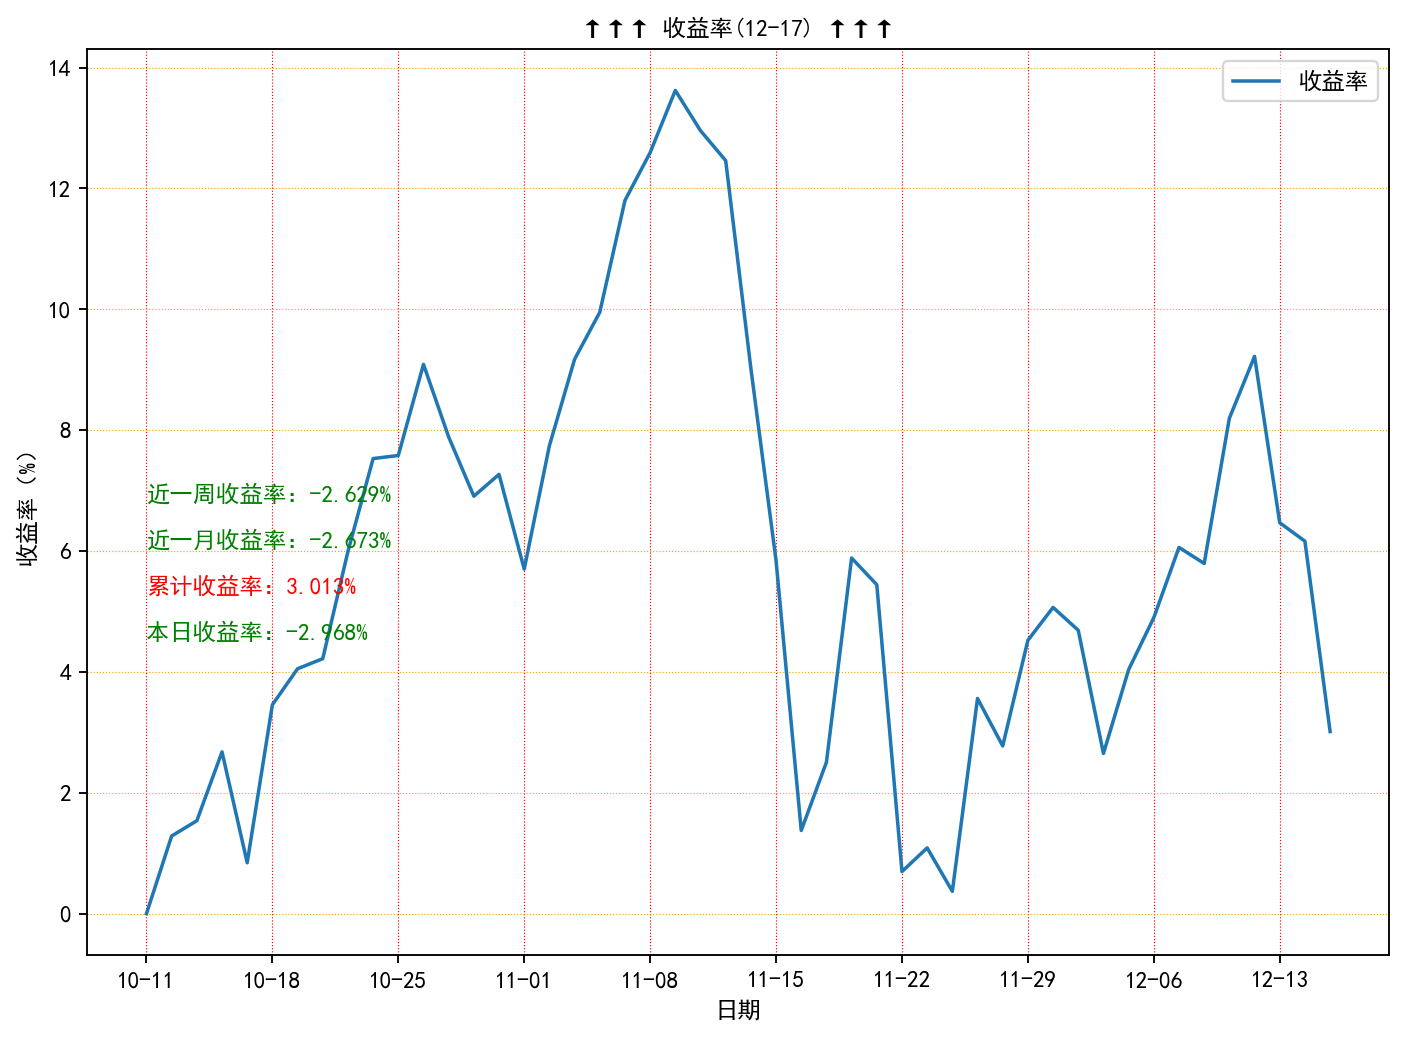 ↑↑↑ 收益率(12-17) ↑↑↑
收益率
14
12
10
8
6
4
2
0
收益率 (%)
近一周收益率：-2.629%
近一月收益率：-2.673%
累计收益率：3.013%
本日收益率：-2.968%
10-11 10-18 10-25 11-01 11-08 11-15 11-22 11-29 12-06 12-13
日期